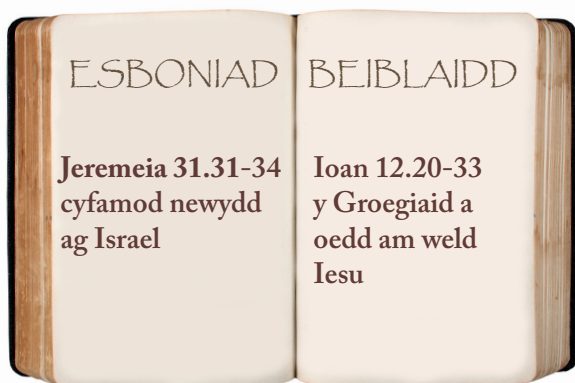 ESBONIAD BEIBLAIDD
Jeremeia 31.31-34
cyfamod newydd
ag Israel
Ioan 12.20-33
y Groegiaid a
oedd am weld
Iesu